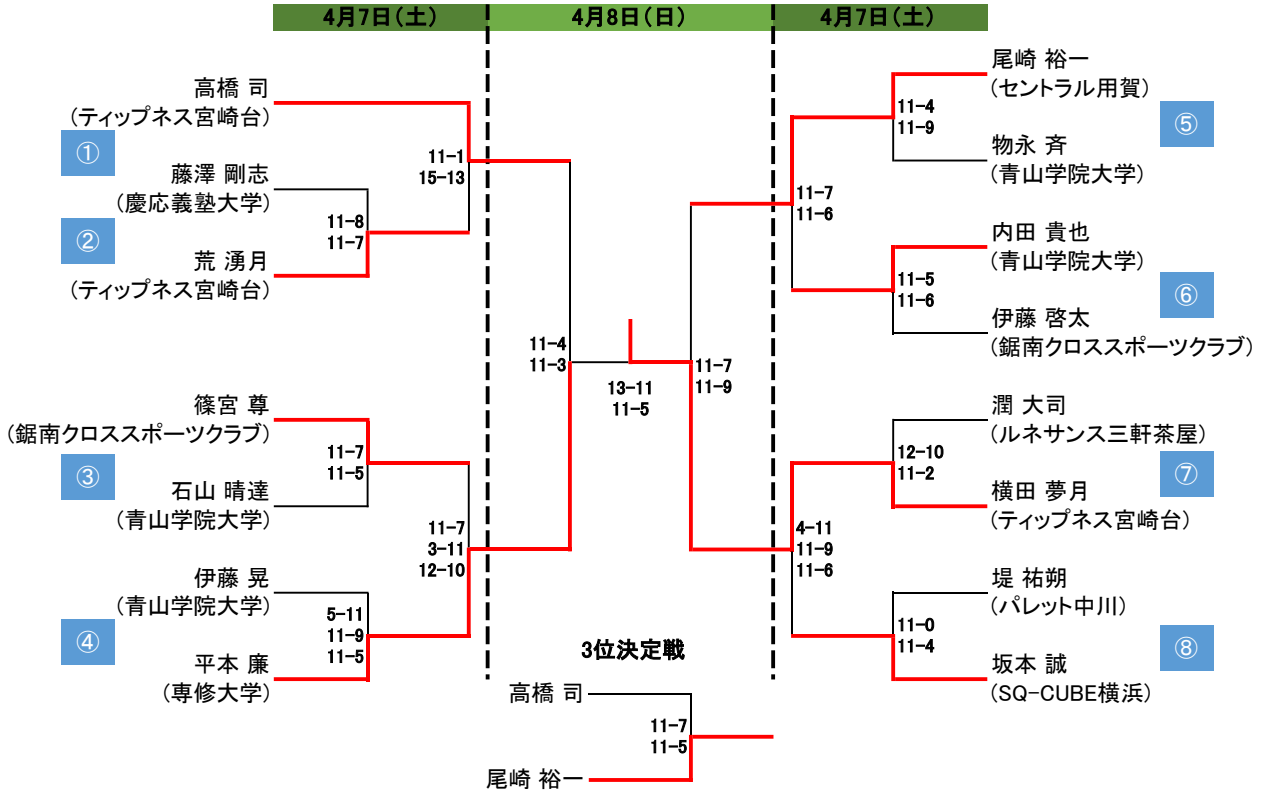 4月7日(土)
4月8日(日)
4月7日(土)
高橋 司
(ティップネス宮崎台)
①
11-1
15-13
藤澤 剛志
(慶応義塾大学)
②
11-8
11-7
荒 湧月
(ティップネス宮崎台)
11-4
11-3
篠宮 尊
(鋸南クロススポーツクラブ)
③
11-7
11-5
石山 晴達
(青山学院大学)
11-7
3-11
12-10
伊藤 晃
(青山学院大学)
④
5-11
11-9
11-5
平本 廉
(専修大学)
13-11
11-5
尾崎 裕一
(セントラル用賀)
11-4
11-9
⑤
物永 斉
(青山学院大学)
11-7
11-6
内田 貴也
(青山学院大学)
11-5
11-6
⑥
伊藤 啓太
(鋸南クロススポーツクラブ)
11-7
11-9
潤 大司
(ルネサンス三軒茶屋)
12-10
11-2
⑦
横田 夢月
(ティップネス宮崎台)
4-11
11-9
11-6
堤 祐朔
(パレット中川)
11-0
11-4
⑧
坂本 誠
(SQ-CUBE横浜)
3位決定戦
高橋 司
11-7
11-5
尾崎 裕一